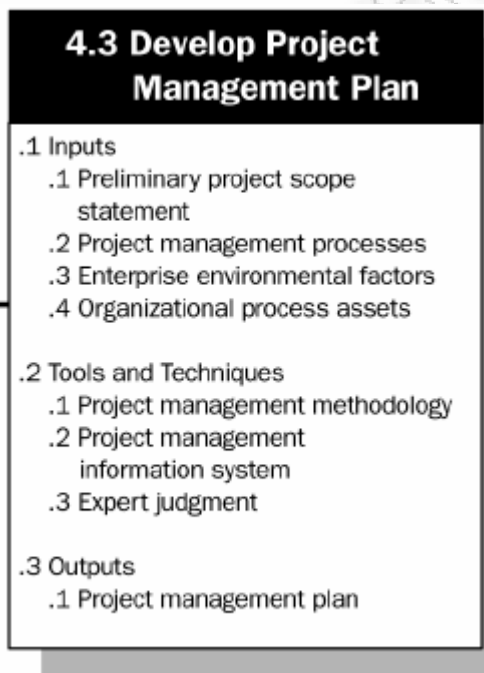 4.3 Develop Project
Management Plan
.1 Inputs
.1 Preliminary project scope
statement
.2 Project management processes
.3 Enterprise environmental factors
.4 Organizational process assets
.2 Tools and Techniques
.1 Project management methodology
.2 Project management
information system
.3 Expert judgment
.3 Outputs
.1 Project management plan